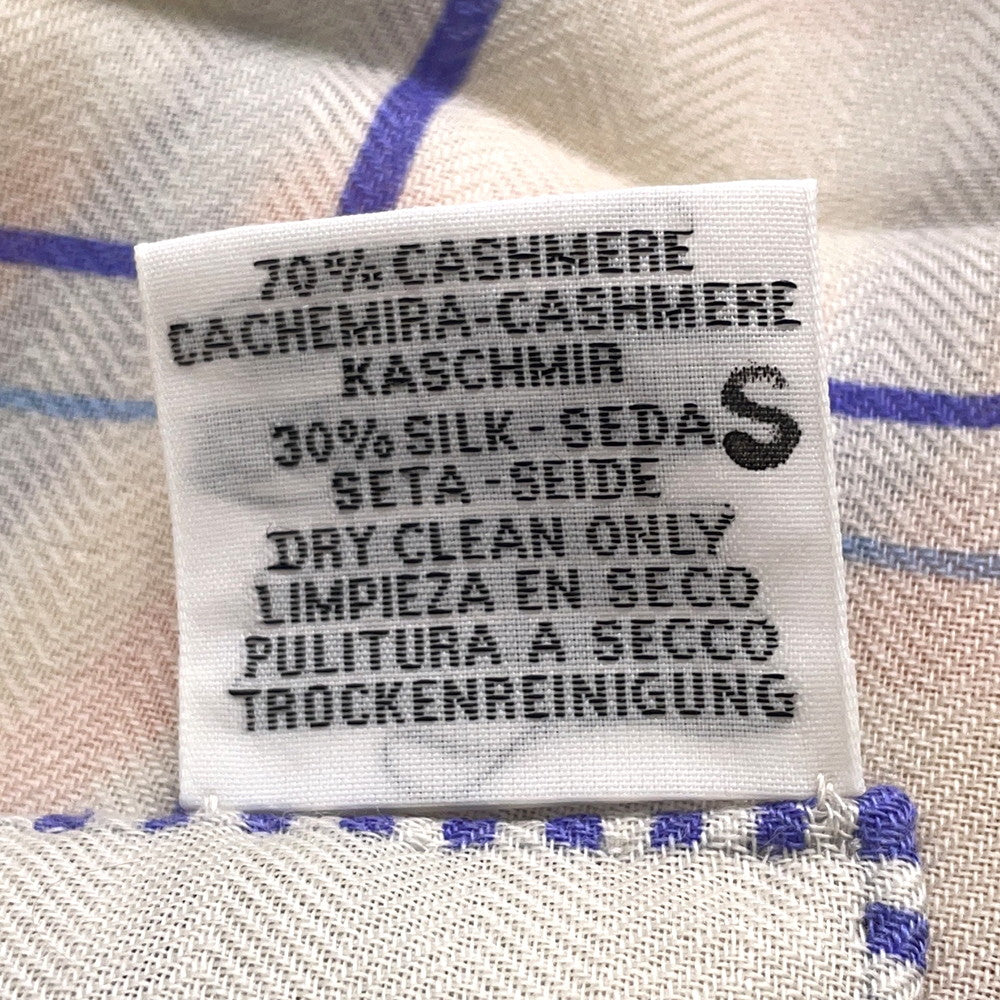 70% CASHMERE
CACHEMIRA-CASHMERE
KASCHMIR
30% SILK - SEDA
S
SETA - SEIDE
DRY CLEAN ONLY
LIMPIEZA EN SECO
PULITURA A SECCO
TROCKENREINIGUNG